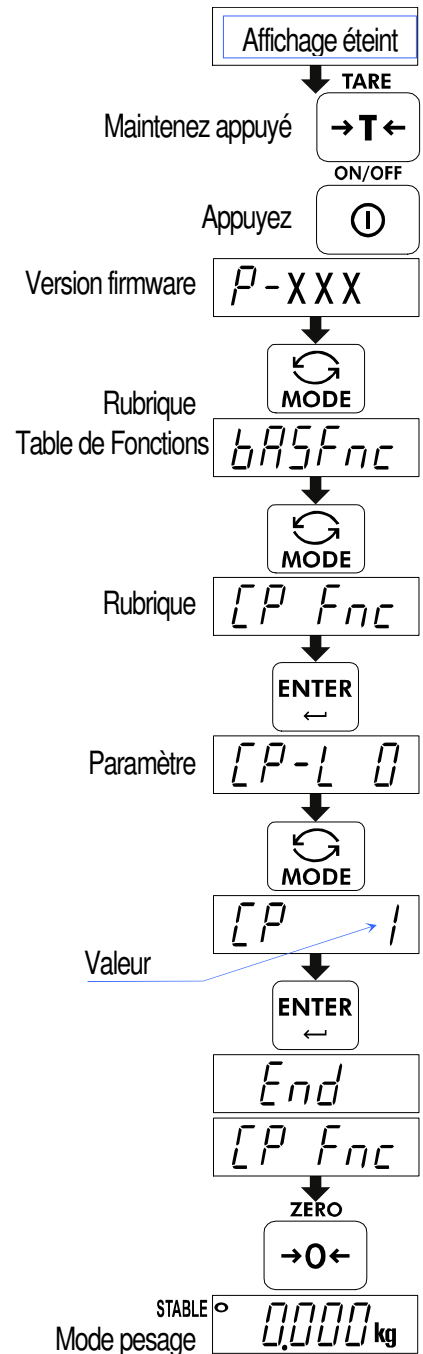 Affichage éteint
TARE
Maintenez appuyé →T←
ON/OFF
Appuyez
Version firmware P-XXX
MODE
Rubrique
Table de Fonctions bASFnc
MODE
Rubrique CP Fnc
ENTER
Paramètre CP-L 0
MODE
CP 1
Valeur
ENTER
End
CP Fnc
ZERO
→0←
STABLE
Mode pesage 0.000 kg